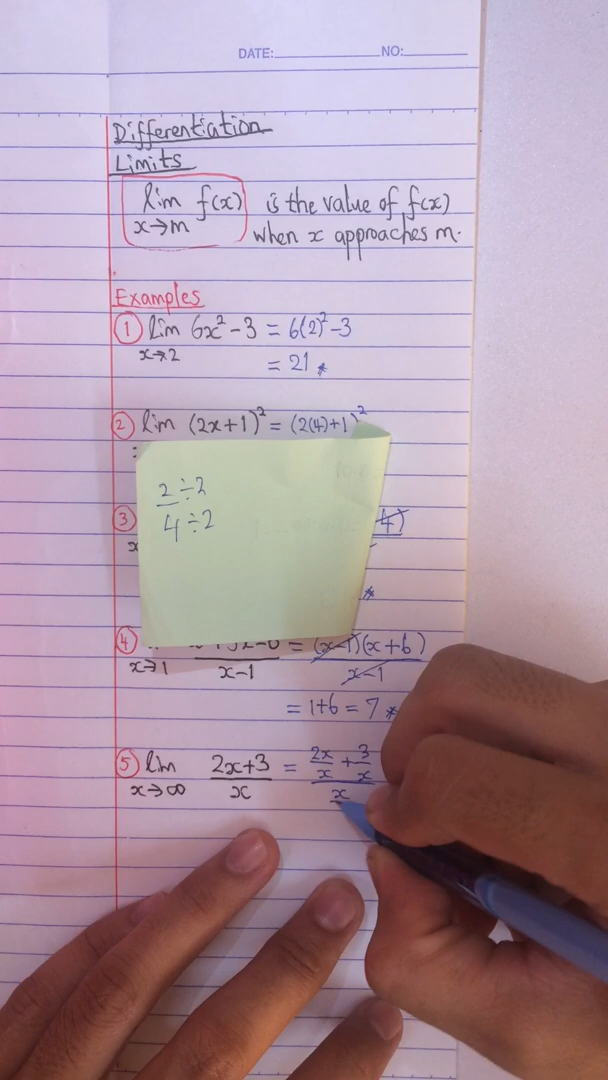 DATE: NO:
Differentiation
Limits
lim f(x) is the value of f(x)
x→m when x approaches m.
Examples
① lim 6x²-3 = 6(2)²-3
x→2 = 21 *
② lim (2x+1)² = (2(4)+1)²
2÷2
4÷2
③ 4)
x
*
④ = (x-1)(x+6)
x→1 x-1 x-1
= 1+6 = 7 *
⑤ lim 2x+3 = 2x + 3
x→∞ x x x
x